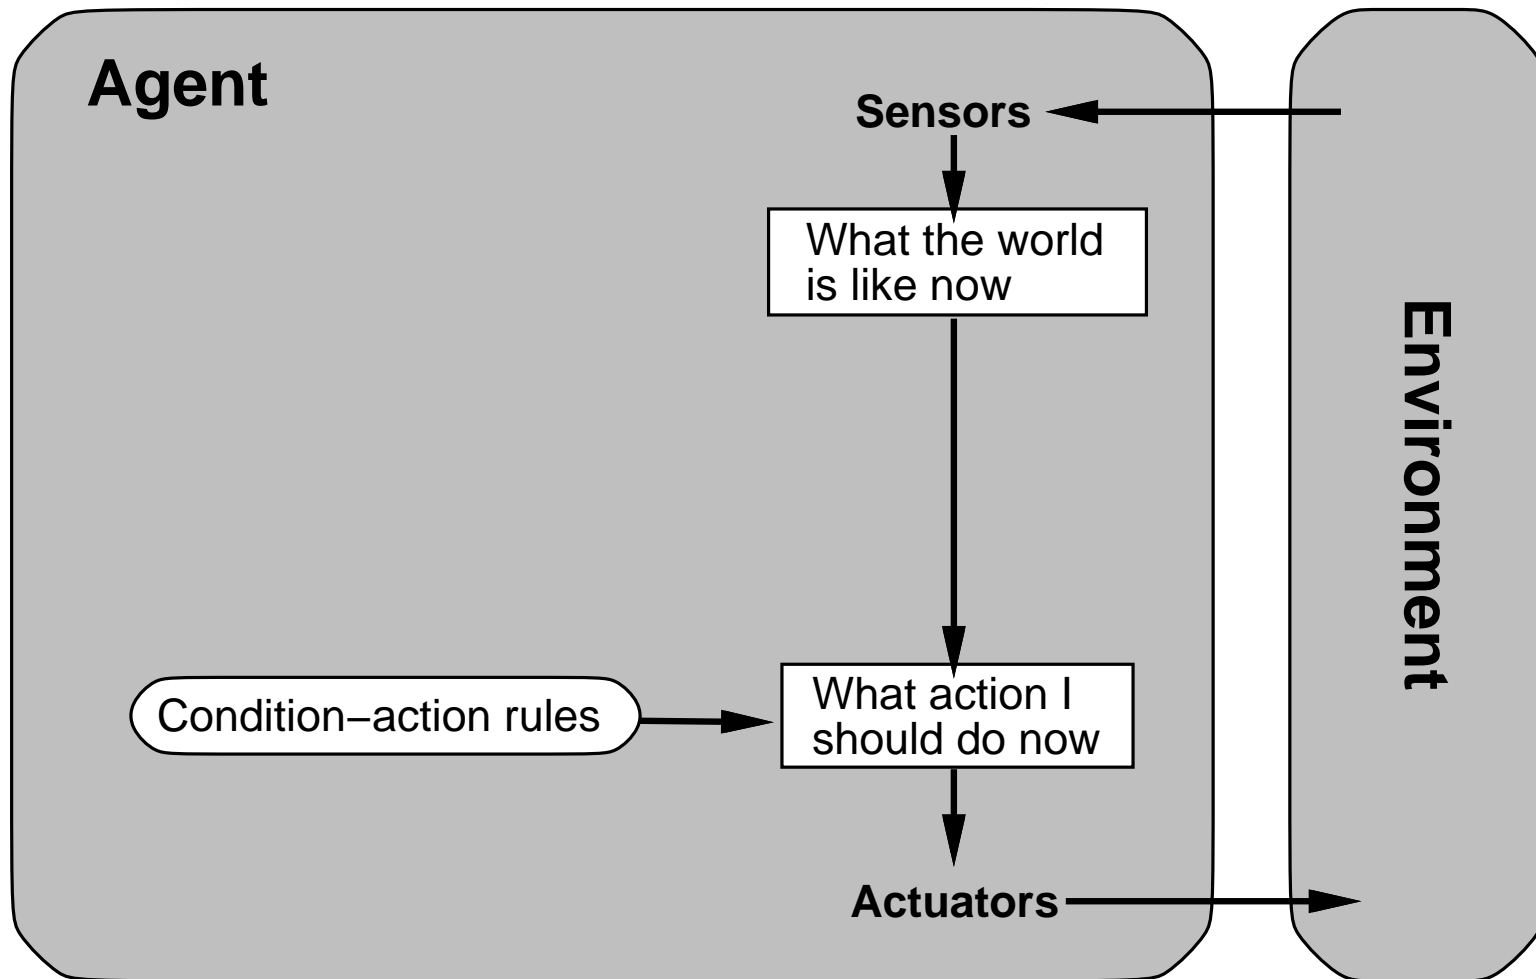 Agent
Sensors
What the world
is like now
Environment
Condition−action rules
What action I
should do now
Actuators